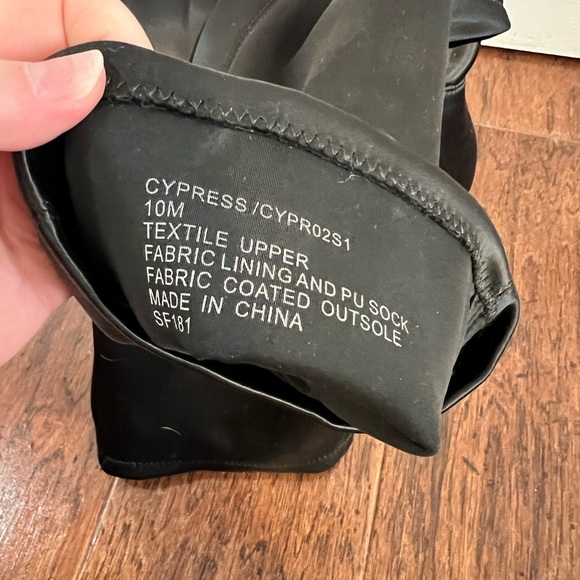 CYPRESS/CYPR02S1
10M
TEXTILE UPPER
FABRIC LINING AND PU SOCK
FABRIC COATED OUTSOLE
MADE IN CHINA
SF181